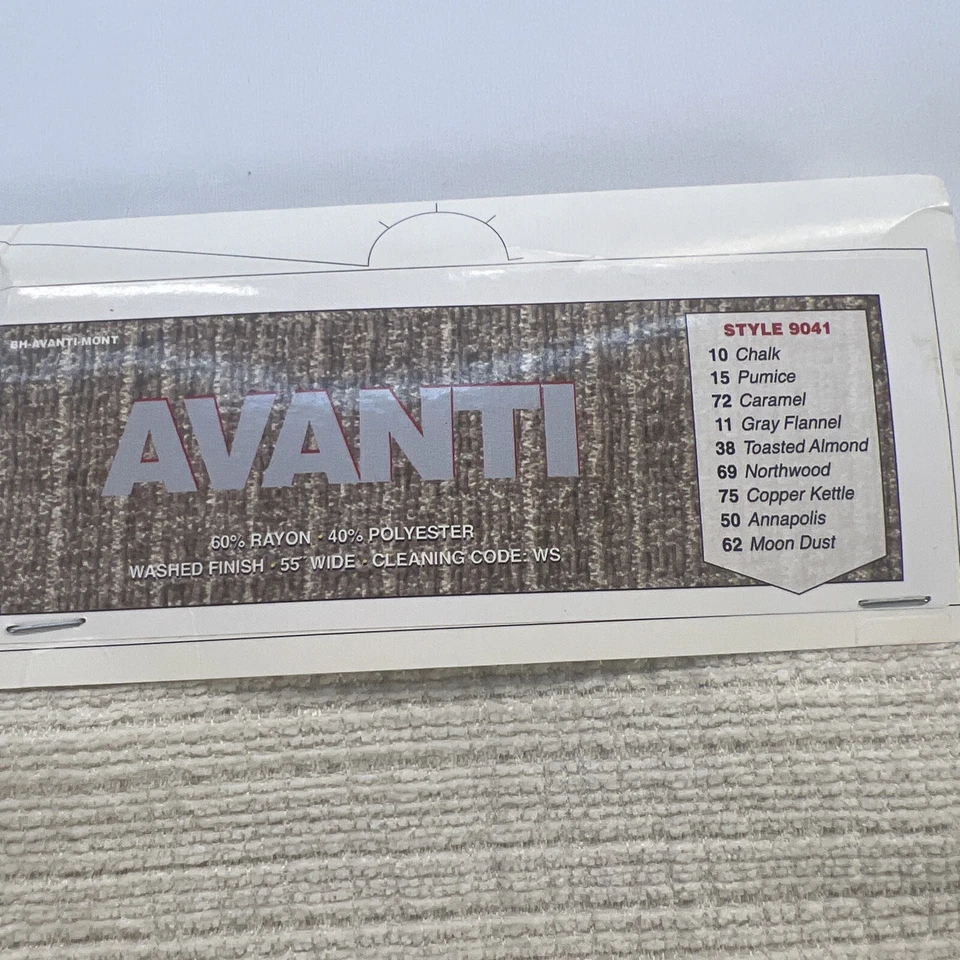 BH-AVANTI-MONT
AVANTI
60% RAYON · 40% POLYESTER
WASHED FINISH · 55" WIDE · CLEANING CODE: WS
STYLE 9041
10 Chalk
15 Pumice
72 Caramel
11 Gray Flannel
38 Toasted Almond
69 Northwood
75 Copper Kettle
50 Annapolis
62 Moon Dust